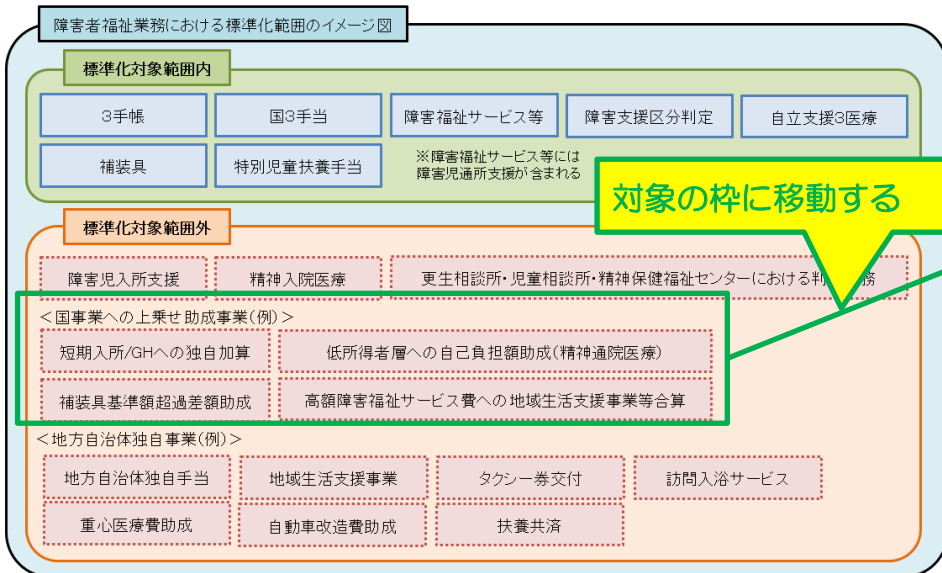 障害者福祉業務における標準化範囲のイメージ図
標準化対象範囲内
3手帳
国3手当
障害福祉サービス等
障害支援区分判定
自立支援3医療
補装具
特別児童扶養手当
※障害福祉サービス等には
障害児通所支援が含まれる
対象の枠に移動する
標準化対象範囲外
障害児入所支援
精神入院医療
更生相談所・児童相談所・精神保健福祉センターにおける判 務
<国事業への上乗せ助成事業(例)>
短期入所/GHへの独自加算
低所得者層への自己負担額助成(精神通院医療)
補装具基準額超過差額助成
高額障害福祉サービス費への地域生活支援事業等合算
<地方自治体独自事業(例)>
地方自治体独自手当
地域生活支援事業
タクシー券交付
訪問入浴サービス
重心医療費助成
自動車改造費助成
扶養共済